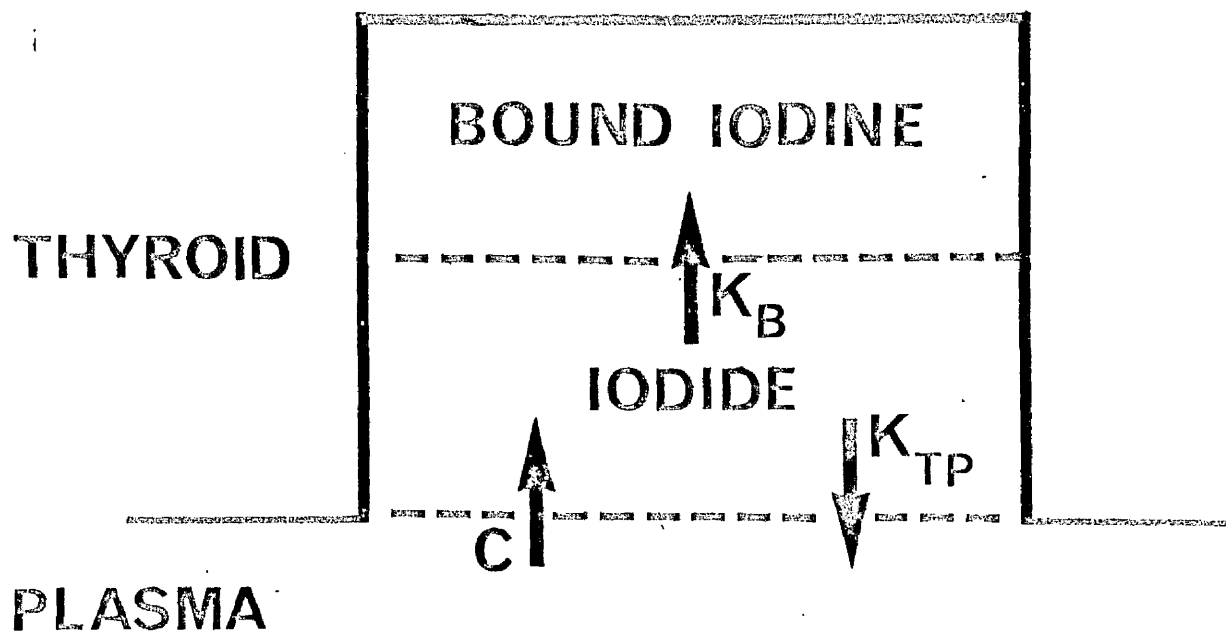 BOUND IODINE
THYROID
K_B
IODIDE
K_TP
C
PLASMA